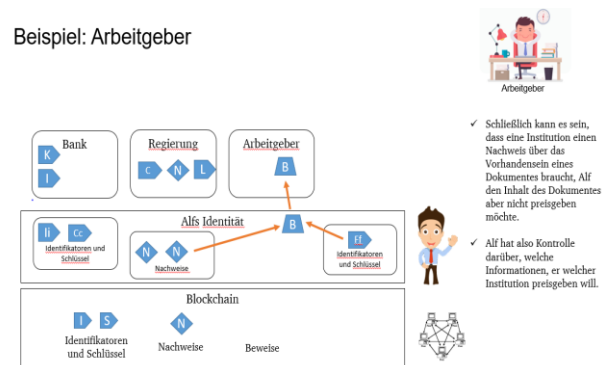 Beispiel: Arbeitgeber
Arbeitgeber
Bank
K
I
Regierung
C
N
L
Arbeitgeber
B
Alfs Identität
Ii
Cc
Identifikatoren und
Schlüssel
N
N
Nachweise
B
Ff
Identifikatoren
und Schlüssel
Blockchain
I
S
Identifikatoren
und Schlüssel
N
Nachweise
Beweise
✓ Schließlich kann es sein,
dass eine Institution einen
Nachweis über das
Vorhandensein eines
Dokumentes braucht, Alf
den Inhalt des Dokumentes
aber nicht preisgeben
möchte.
✓ Alf hat also Kontrolle
darüber, welche
Informationen, er welcher
Institution preisgeben will.